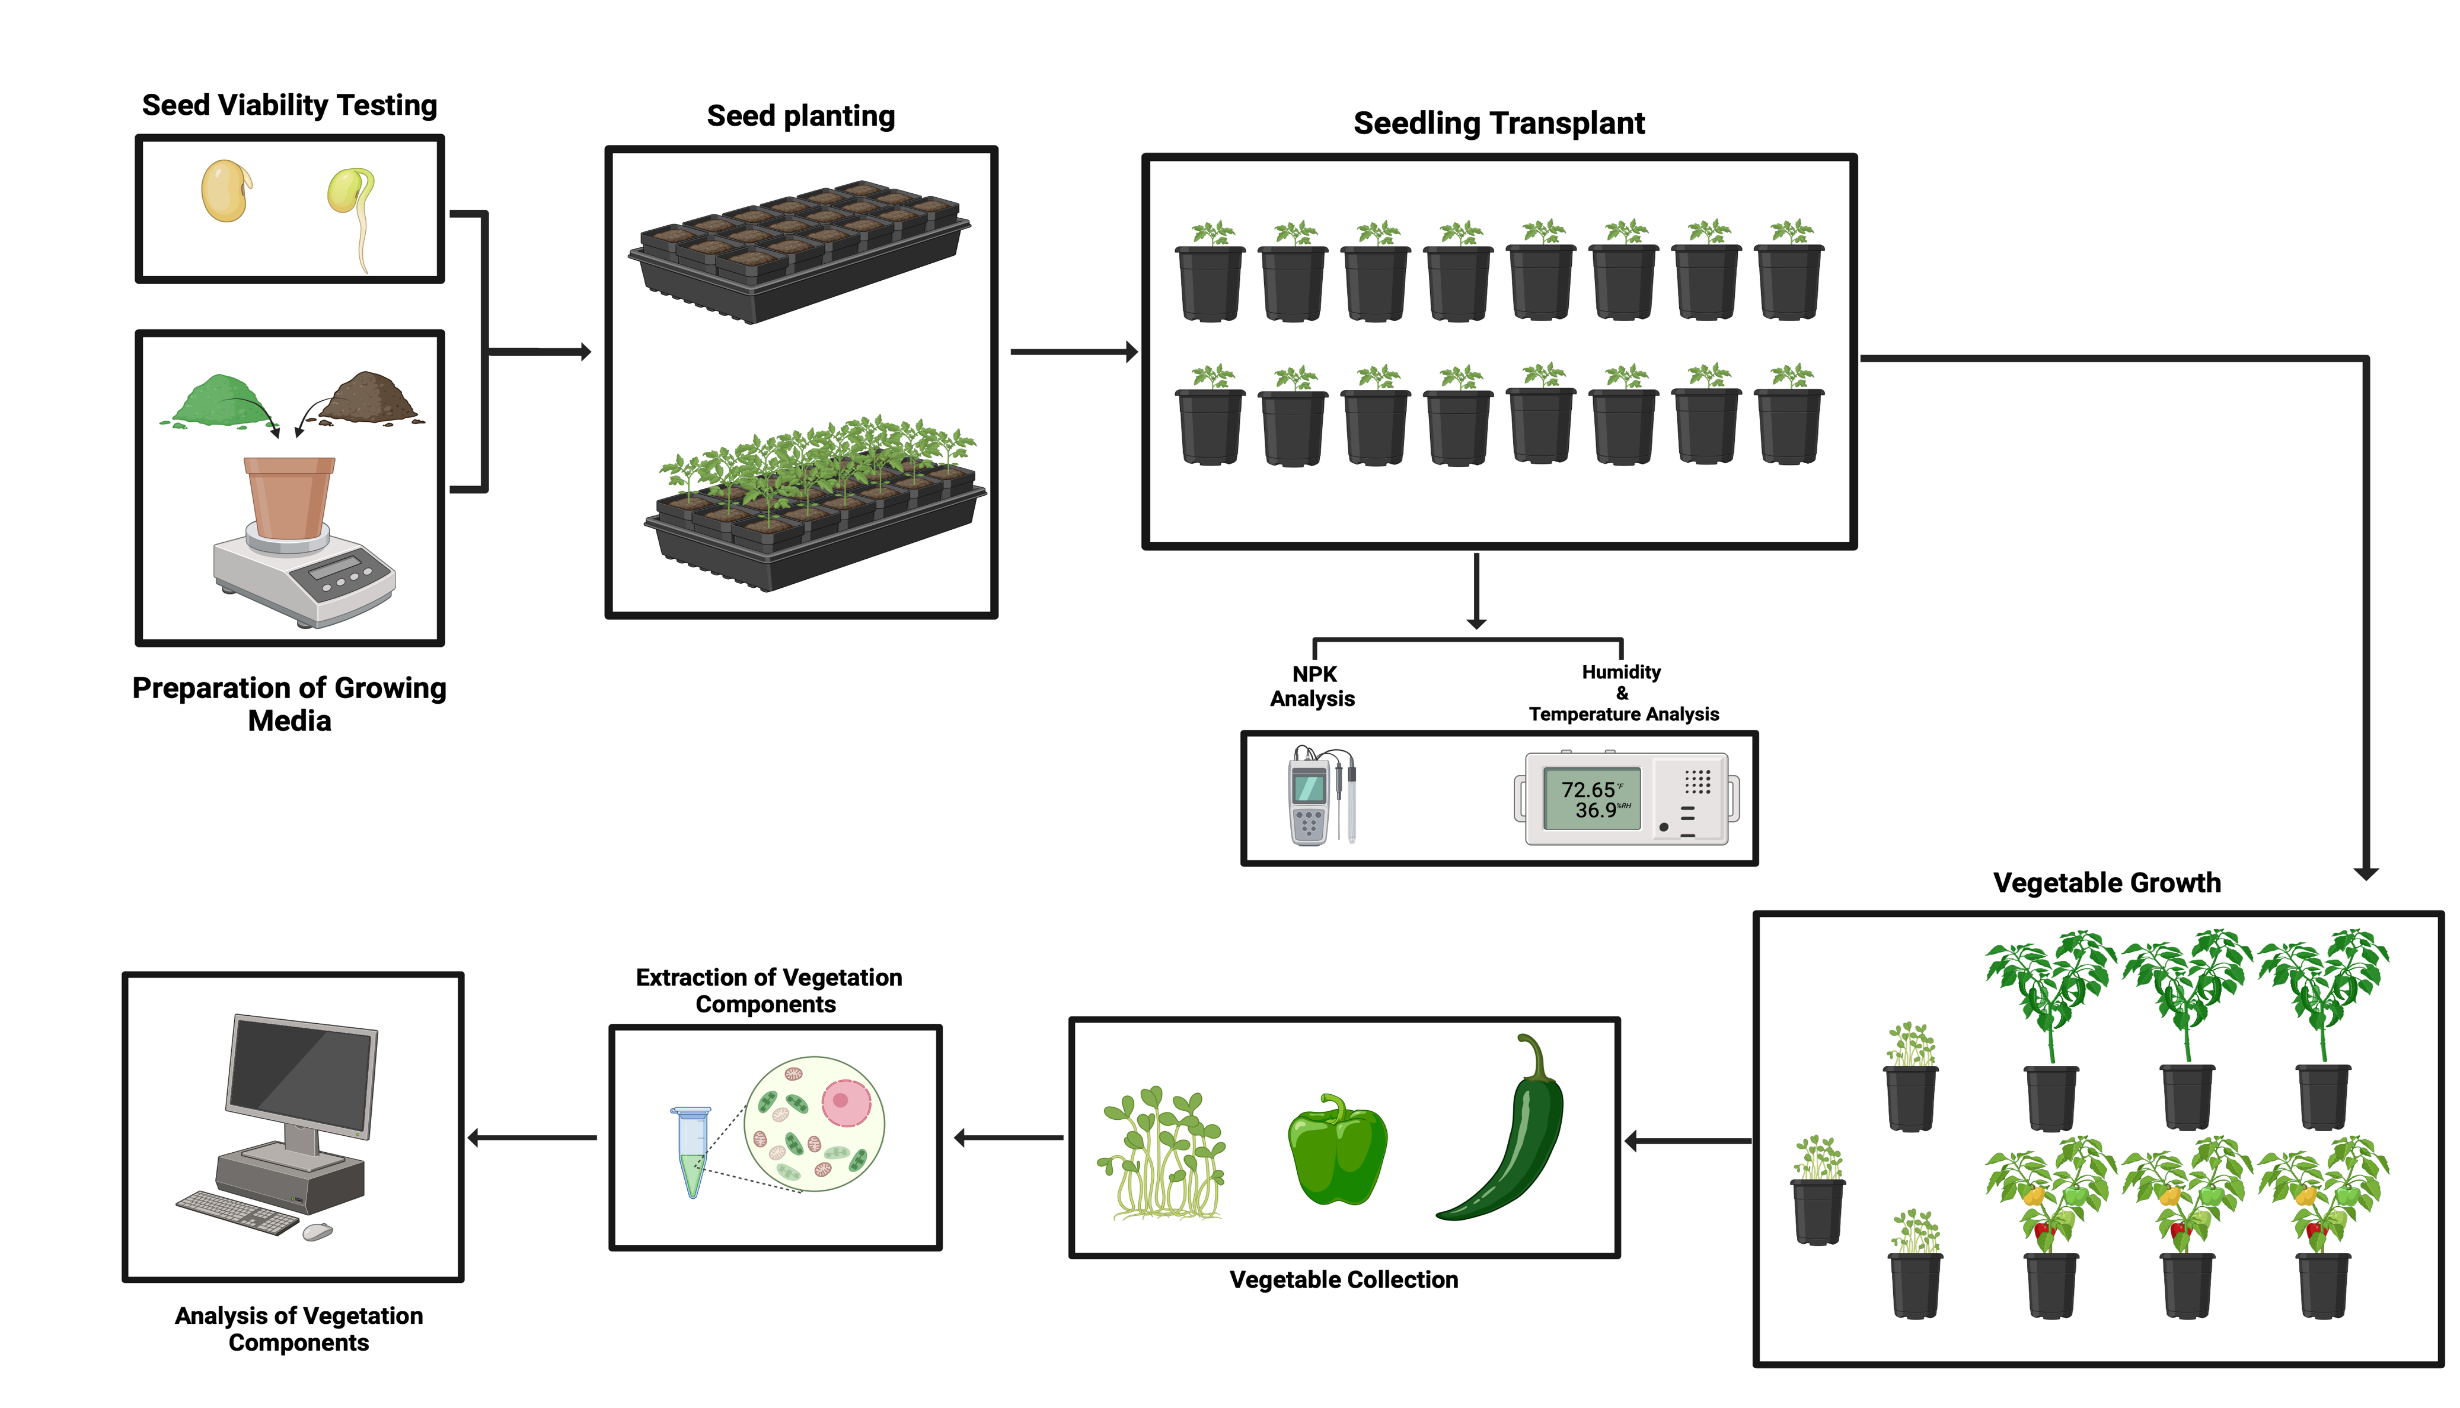 Seed Viability Testing
Preparation of Growing
Media
Seed planting
Seedling Transplant
NPK
Analysis
Humidity
&
Temperature Analysis
72.65°F
36.9%RH
Vegetable Growth
Vegetable Collection
Extraction of Vegetation
Components
Analysis of Vegetation
Components